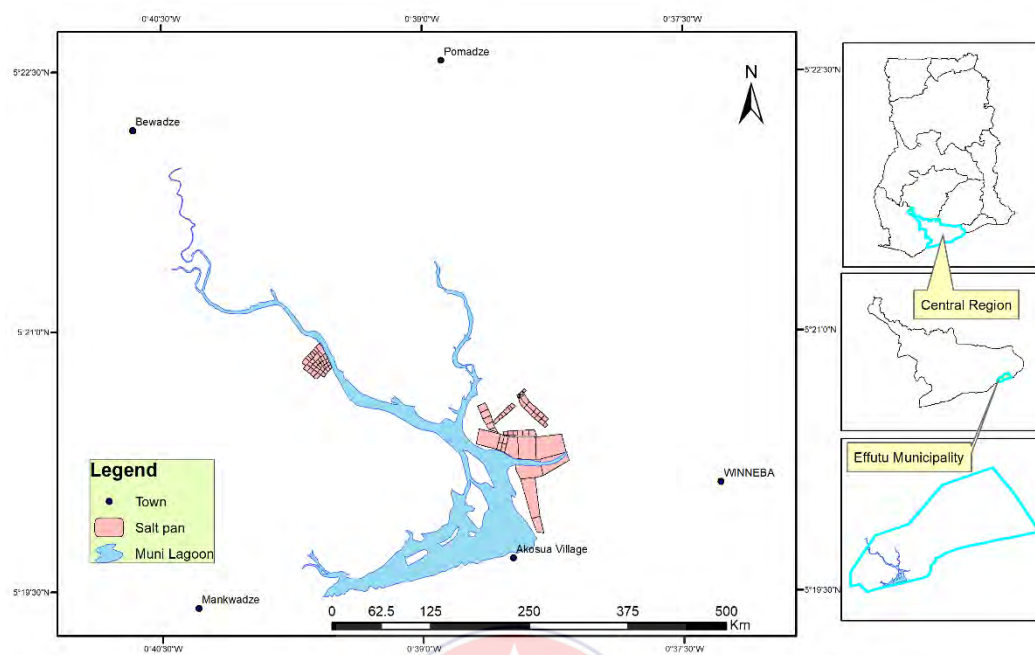 0°40'30"W
0°39'0"W
0°37'30"W
Pomadze
5°22'30"N
5°22'30"N
N
Bewadze
Central Region
5°21'0"N
5°21'0"N
Effutu Municipality
Legend
Town
Salt pan
Muni Lagoon
WINNEBA
Akosua Village
5°19'30"N
5°19'30"N
Mankwadze
0 62.5 125 250 375 500
Km
0°40'30"W
0°39'0"W
0°37'30"W